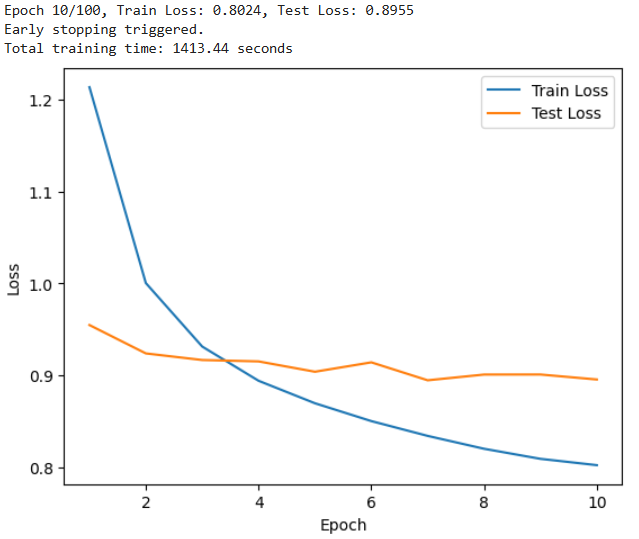 Epoch 10/100, Train Loss: 0.8024, Test Loss: 0.8955
Early stopping triggered.
Total training time: 1413.44 seconds
Train Loss
Test Loss
1.2
1.1
1.0
0.9
0.8
Loss
2
4
6
8
10
Epoch